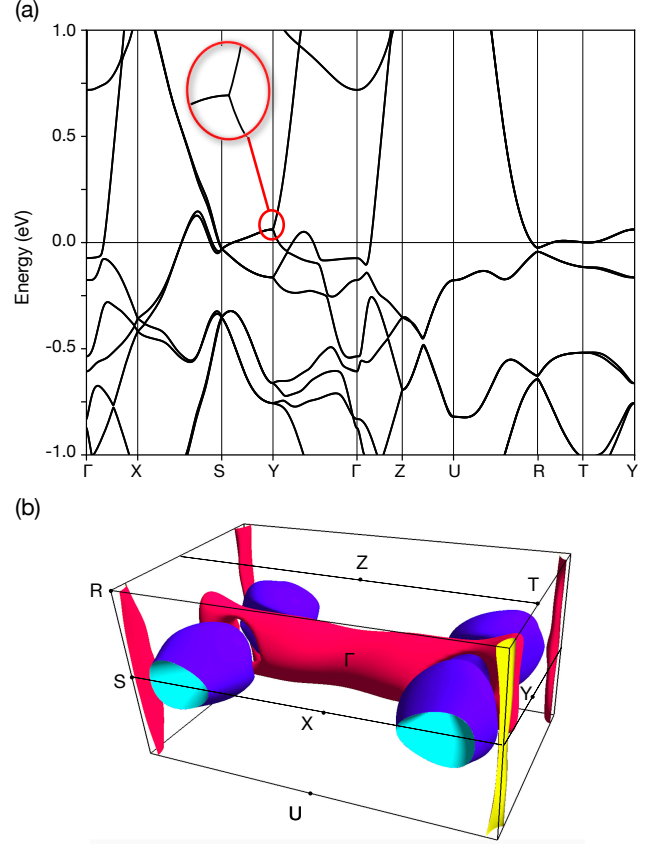 (a)
1.0
0.5
0.0
-0.5
-1.0
Energy (eV)
Γ X S Y Γ Z U R T Y
(b)
Z
T
R
Γ
S
Y
X
U